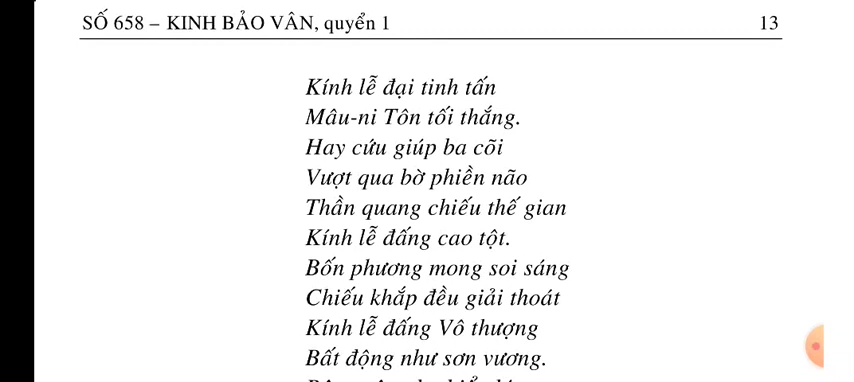 SỐ 658 – KINH BẢO VÂN, quyển 1 13
Kính lễ đại tinh tấn
Mâu-ni Tôn tối thắng.
Hay cứu giúp ba cõi
Vượt qua bờ phiền não
Thần quang chiếu thế gian
Kính lễ đấng cao tột.
Bốn phương mong soi sáng
Chiếu khắp đều giải thoát
Kính lễ đấng Vô thượng
Bất động như sơn vương.